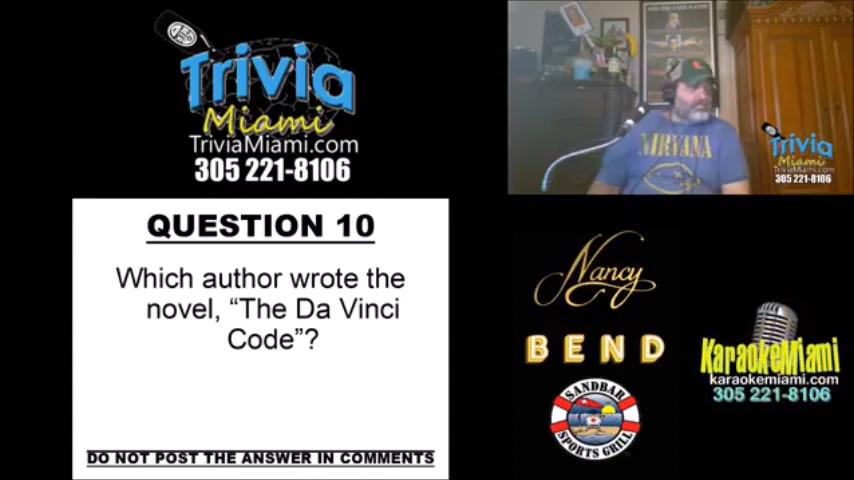 Trivia
Miami
TriviaMiami.com
305 221-8106
NIRVANA
Trivia
Miami
TriviaMiami.com
305 221-8106
QUESTION 10
Which author wrote the
novel, “The Da Vinci
Code”?
DO NOT POST THE ANSWER IN COMMENTS
Nancy
BEND
SANDBAR
SPORTS GRILL
KaraokeMiami
karaokemiami.com
305 221-8106